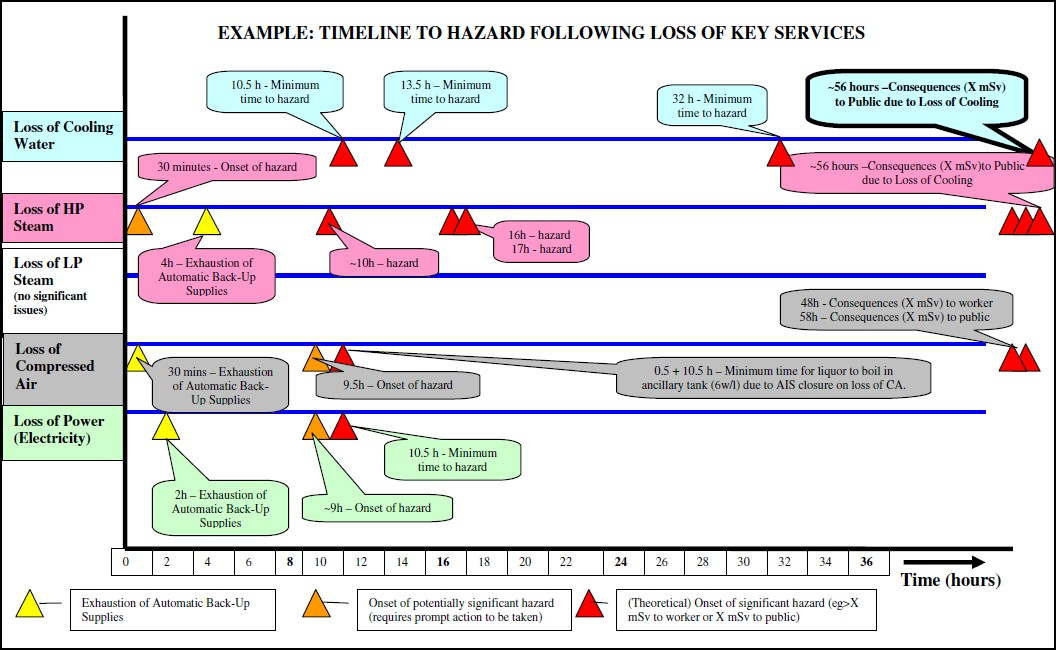 EXAMPLE: TIMELINE TO HAZARD FOLLOWING LOSS OF KEY SERVICES
10.5 h - Minimum
time to hazard
13.5 h – Minimum
time to hazard
32 h - Minimum
time to hazard
~56 hours –Consequences (X mSv)
to Public due to Loss of Cooling
Loss of Cooling
Water
30 minutes - Onset of hazard
~56 hours –Consequences (X mSv)to Public
due to Loss of Cooling
Loss of HP
Steam
4h – Exhaustion of
Automatic Back-Up
Supplies
~10h – hazard
16h – hazard
17h - hazard
Loss of LP
Steam
(no significant
issues)
48h - Consequences (X mSv) to worker
58h – Consequences (X mSv) to public
Loss of
Compressed
Air
30 mins – Exhaustion
of Automatic Back-
Up Supplies
9.5h – Onset of hazard
0.5 + 10.5 h – Minimum time for liquor to boil in
ancillary tank (6w/l) due to AIS closure on loss of CA.
Loss of Power
(Electricity)
10.5 h - Minimum
time to hazard
2h – Exhaustion of
Automatic Back-Up
Supplies
~9h – Onset of hazard
0 2 4 6 8 10 12 14 16 18 20 22 24 26 28 30 32 34 36
Time (hours)
Exhaustion of Automatic Back-Up
Supplies
Onset of potentially significant hazard
(requires prompt action to be taken)
(Theoretical) Onset of significant hazard (eg>X
mSv to worker or X mSv to public)